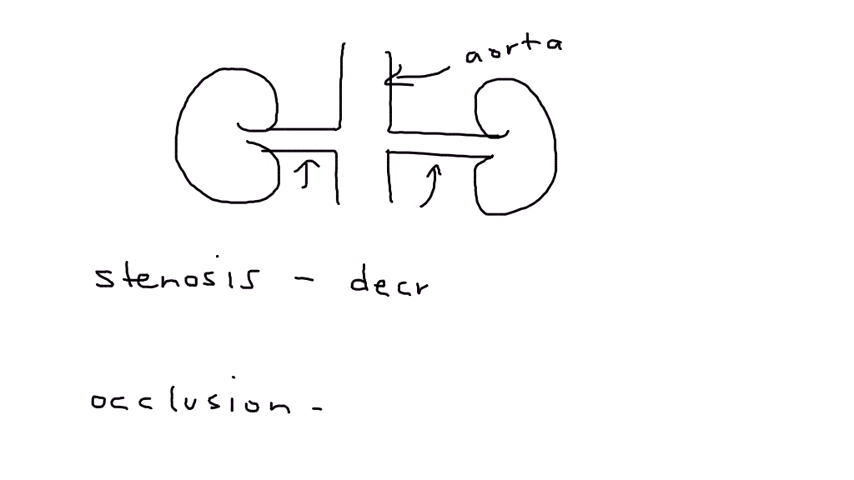 aorta
stenosis - decr
occlusion -